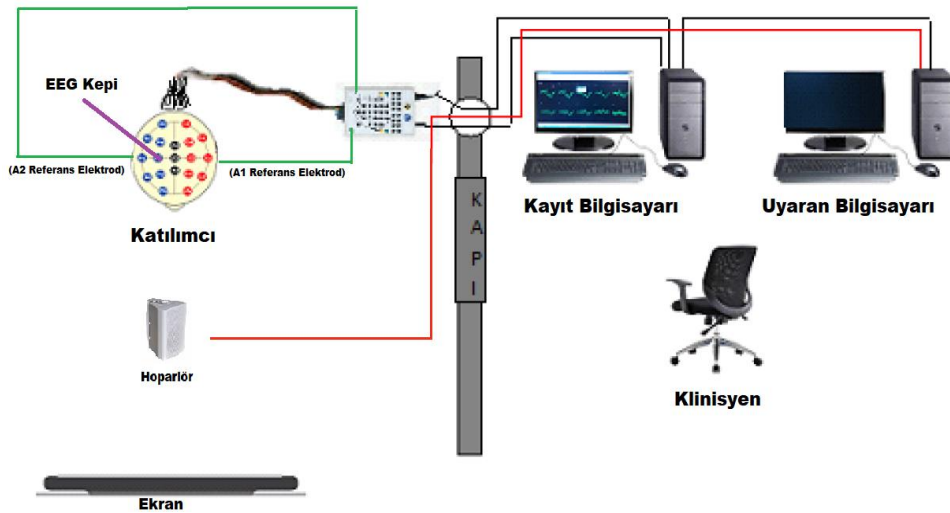 EEG Kepi
(A2 Referans Elektrod)
(A1 Referans Elektrod)
Katılımcı
Hoparlör
Ekran
K
A
P
I
Kayıt Bilgisayarı
Uyaran Bilgisayarı
Klinisyen